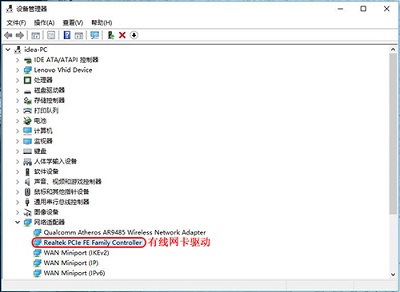 设备管理器
文件(F) 操作(A) 查看(V) 帮助(H)
idea-PC
IDE ATA/ATAPI 控制器
Lenovo Vhid Device
处理器
磁盘驱动器
存储控制器
打印队列
电池
计算机
监视器
键盘
人体学输入设备
软件设备
声音、视频和游戏控制器
鼠标和其他指针设备
通用串行总线控制器
图像设备
网络适配器
Qualcomm Atheros AR9485 Wireless Network Adapter
Realtek PCIe FE Family Controller 有线网卡驱动
WAN Miniport (IKEv2)
WAN Miniport (IP)
WAN Miniport (IPv6)